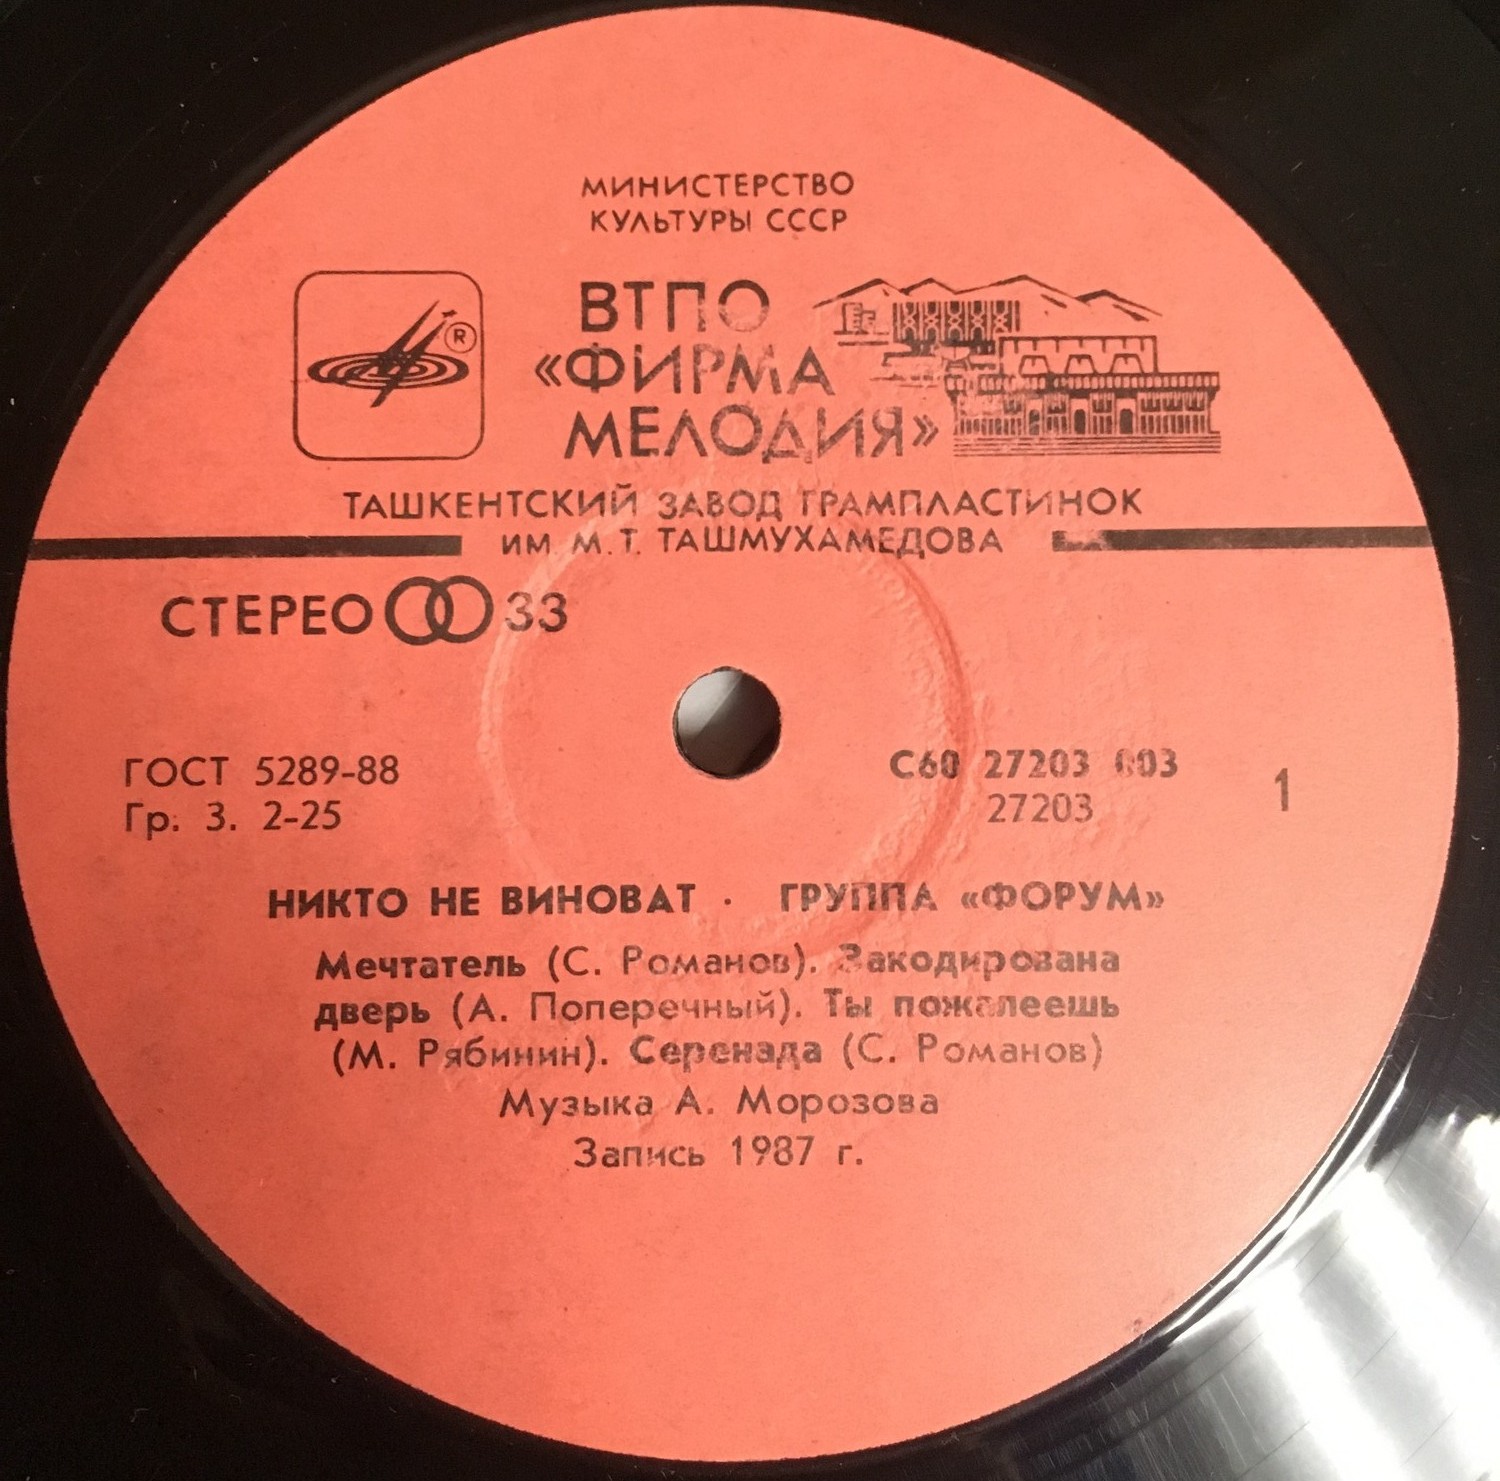 МИНИСТЕРСТВО
КУЛЬТУРЫ СССР
ВТПО
«ФИРМА
МЕЛОДИЯ»
®
ТАШКЕНТСКИЙ ЗАВОД ГРАМПЛАСТИНОК
ИМ. М. Т. ТАШМУХАМЕДОВА
СТЕРЕО 33
ГОСТ 5289-88
Гр. 3. 2-25
С60 27203 003
27203
1
НИКТО НЕ ВИНОВАТ · ГРУППА «ФОРУМ»
Мечтатель (С. Романов). Закодирована
дверь (А. Поперечный). Ты пожалеешь
(М. Рябинин). Серенада (С. Романов)
Музыка А. Морозова
Запись 1987 г.